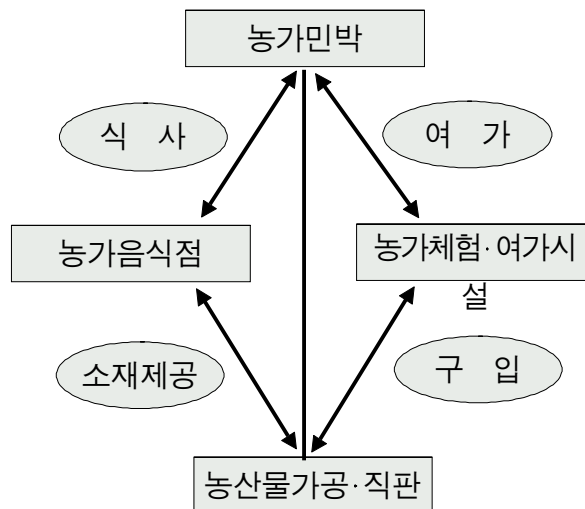 농가민박
식 사
여 가
농가음식점
농가체험·여가시
설
소재제공
구 입
농산물가공·직판